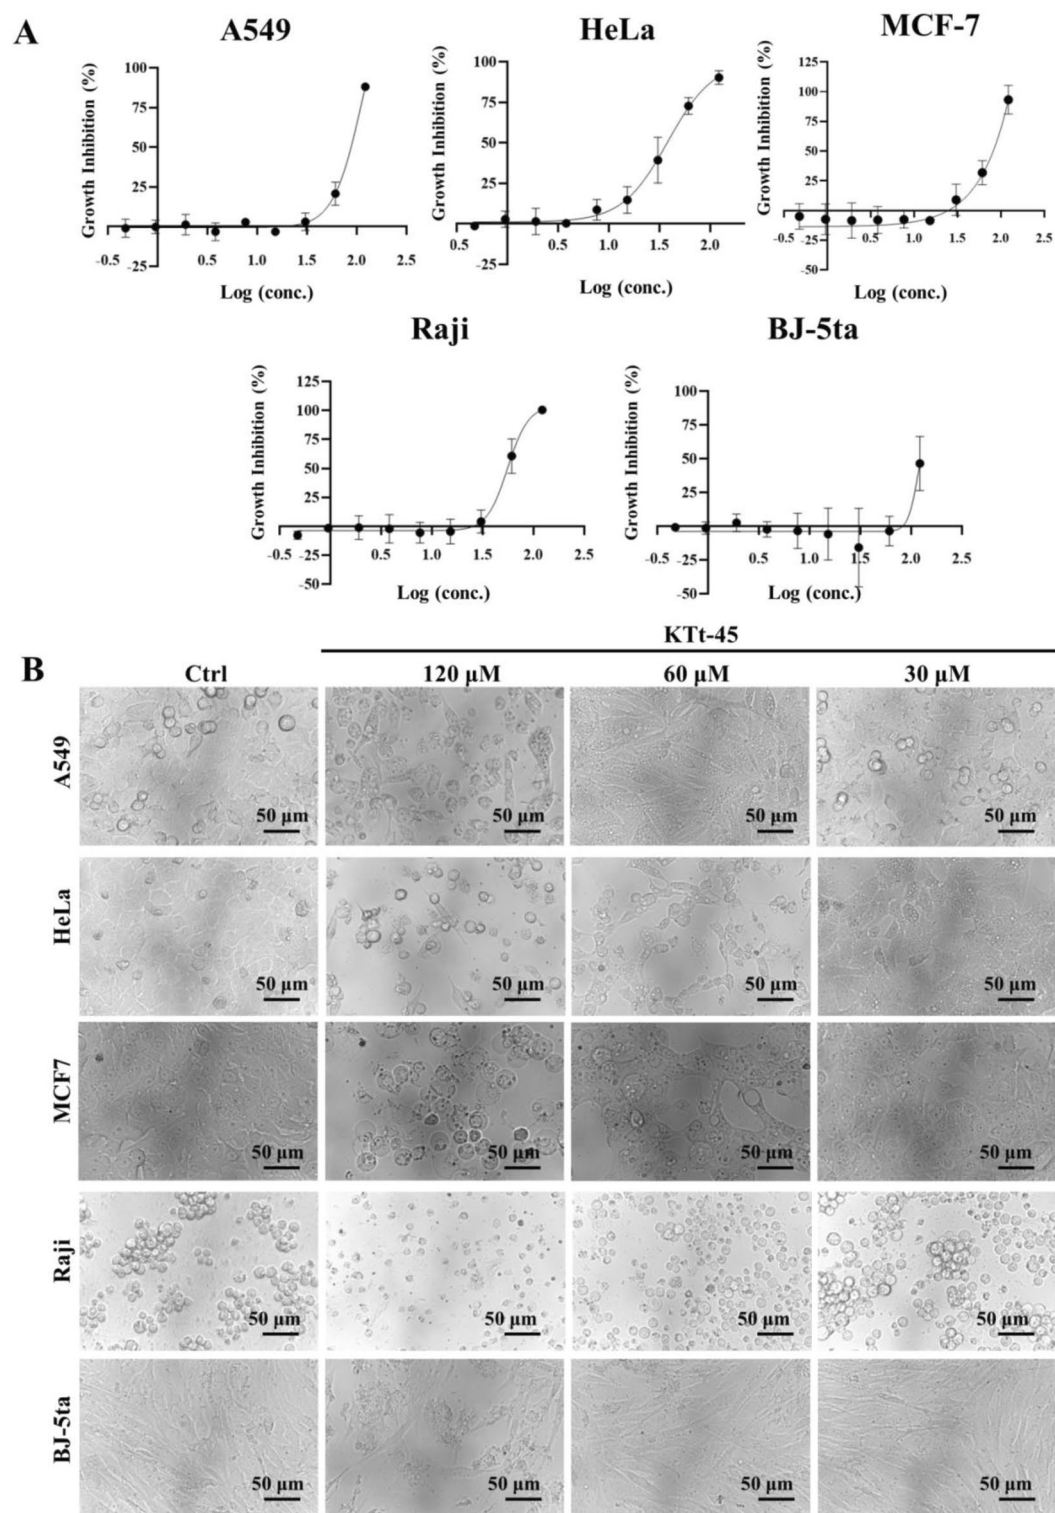 A
A549
HeLa
MCF-7
Growth Inhibition (%)
100
75
50
25
-25
-0.5
0.5
1.0
1.5
2.0
2.5
Log (conc.)
Growth Inhibition (%)
100
75
50
25
-25
0.5
0.5
1.0
1.5
2.0
Log (conc.)
Growth Inhibition (%)
125
100
75
50
25
-25
-50
-0.5
0.5
1.0
1.5
2.0
2.5
Log (conc.)
Raji
BJ-5ta
Growth Inhibition (%)
125
100
75
50
25
-25
-50
-0.5
0.5
1.0
1.5
2.0
2.5
Log (conc.)
Growth Inhibition (%)
100
75
50
25
-25
-50
-0.5
0.5
1.0
1.5
2.0
2.5
Log (conc.)
KTt-45
B
Ctrl
120 µM
60 µM
30 µM
A549
50 µm
50 µm
50 µm
50 µm
HeLa
50 µm
50 µm
50 µm
50 µm
MCF7
50 µm
50 µm
50 µm
50 µm
Raji
50 µm
50 µm
50 µm
50 µm
BJ-5ta
50 µm
50 µm
50 µm
50 µm